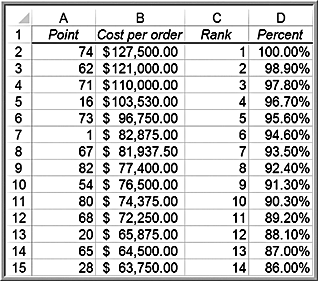 A B C D
1 Point Cost per order Rank Percent
2 74 $127,500.00 1 100.00%
3 62 $121,000.00 2 98.90%
4 71 $110,000.00 3 97.80%
5 16 $103,530.00 4 96.70%
6 73 $ 96,750.00 5 95.60%
7 1 $ 82,875.00 6 94.60%
8 67 $ 81,937.50 7 93.50%
9 82 $ 77,400.00 8 92.40%
10 54 $ 76,500.00 9 91.30%
11 80 $ 74,375.00 10 90.30%
12 68 $ 72,250.00 11 89.20%
13 20 $ 65,875.00 12 88.10%
14 65 $ 64,500.00 13 87.00%
15 28 $ 63,750.00 14 86.00%